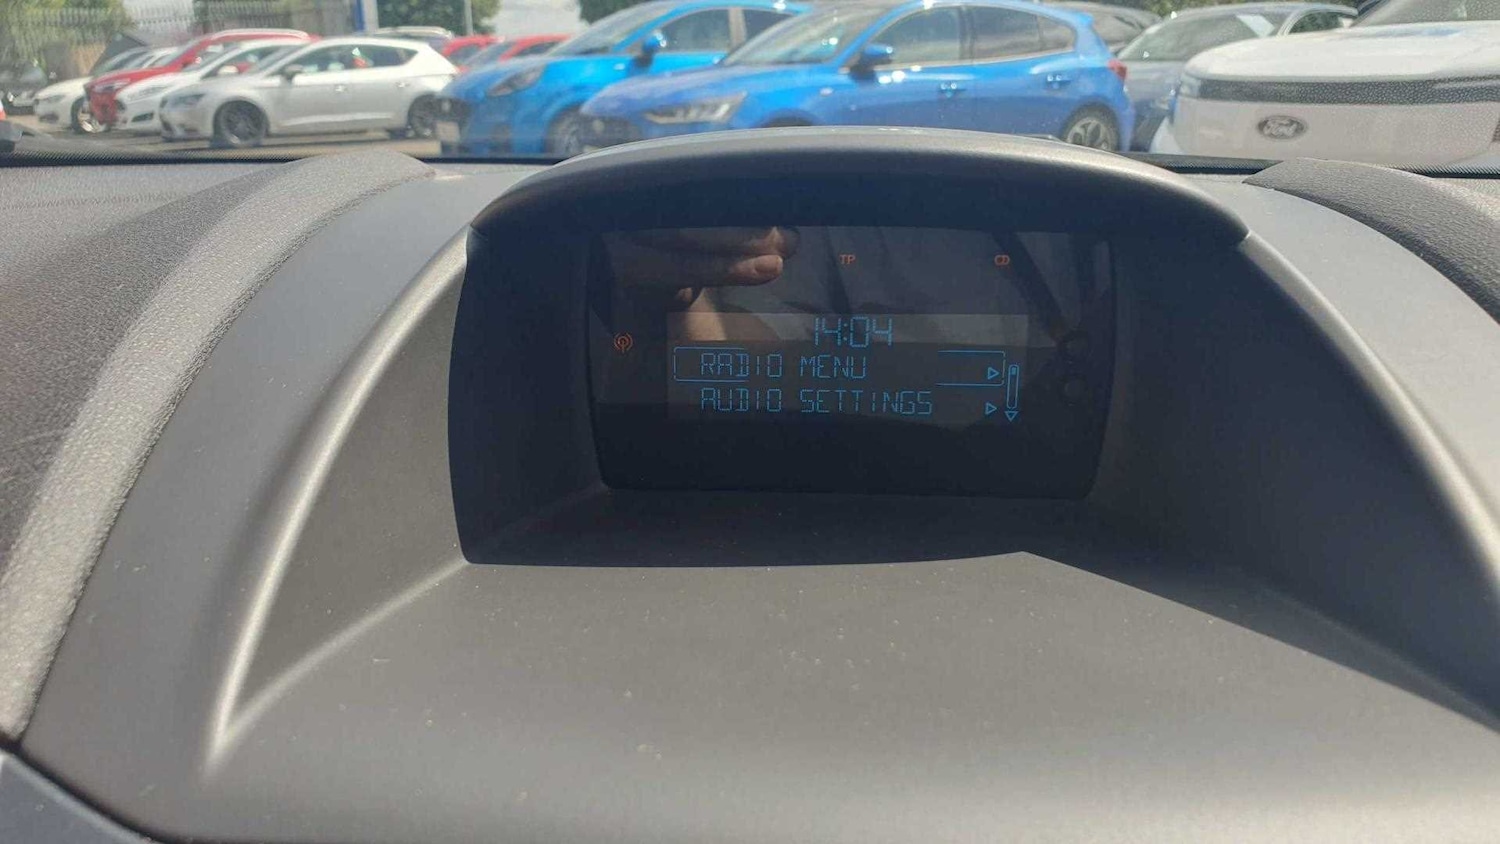 Ford
TP
CD
14:04
RADIO MENU
AUDIO SETTINGS